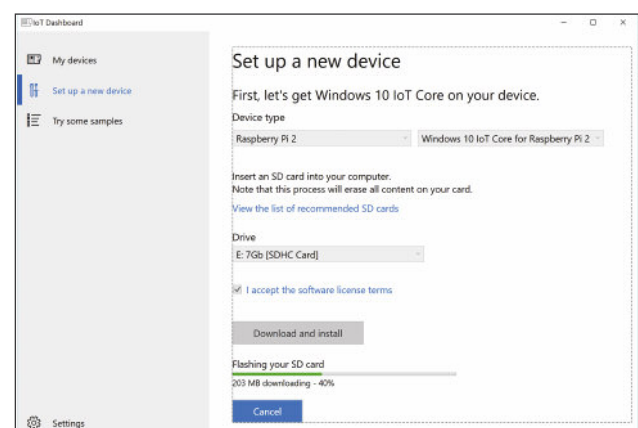 IoT Dashboard
My devices
Set up a new device
Try some samples
Settings
Set up a new device
First, let's get Windows 10 IoT Core on your device.
Device type
Raspberry Pi 2
Windows 10 IoT Core for Raspberry Pi 2
Insert an SD card into your computer.
Note that this process will erase all content on your card.
View the list of recommended SD cards
Drive
E: 7Gb [SDHC Card]
I accept the software license terms
Download and install
Flashing your SD card
203 MB downloading - 40%
Cancel